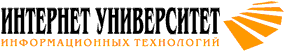 ИНТЕРНЕТ УНИВЕРСИТЕТ
ИНФОРМАЦИОННЫХ ТЕХНОЛОГИЙ